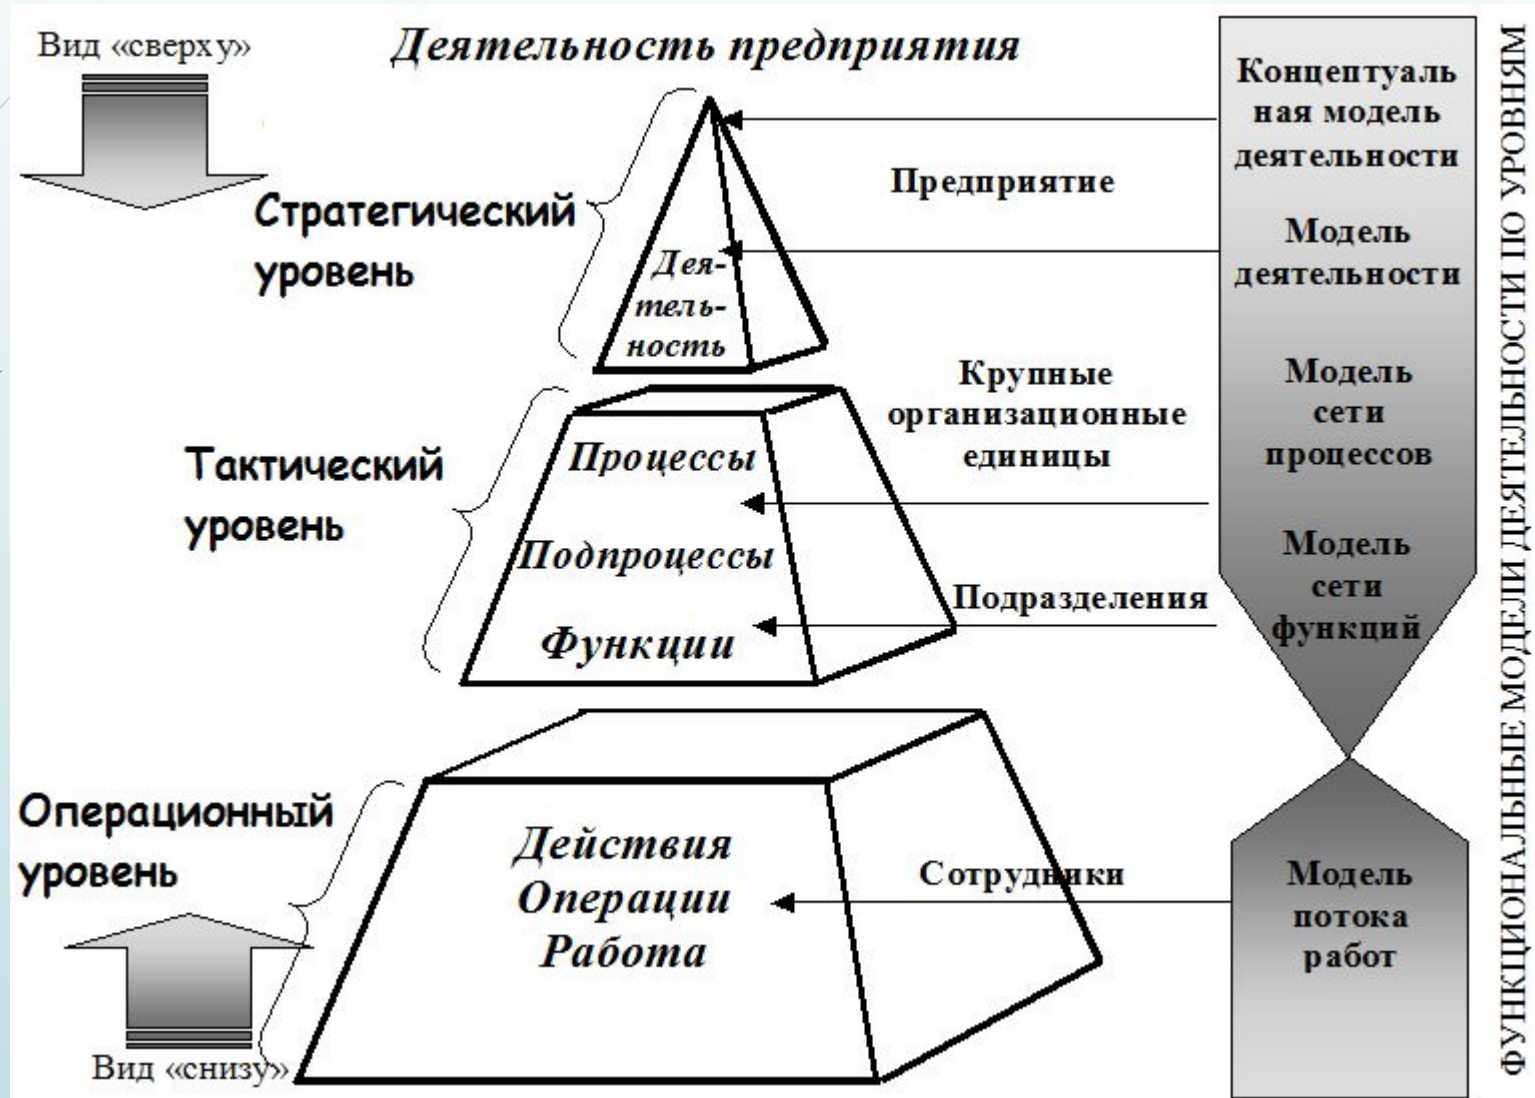 Вид «сверху»
Деятельность предприятия
Стратегический
уровень
Дея-
тель-
ность
Предприятие
Концептуаль
ная модель
деятельности
Модель
деятельности
Тактический
уровень
Процессы
Подпроцессы
Функции
Крупные
организационные
единицы
Подразделения
Модель
сети
процессов
Модель
сети
функций
Операционный
уровень
Действия
Операции
Работа
Сотрудники
Модель
потока
работ
Вид «снизу»
ФУНКЦИОНАЛЬНЫЕ МОДЕЛИ ДЕЯТЕЛЬНОСТИ ПО УРОВНЯМ